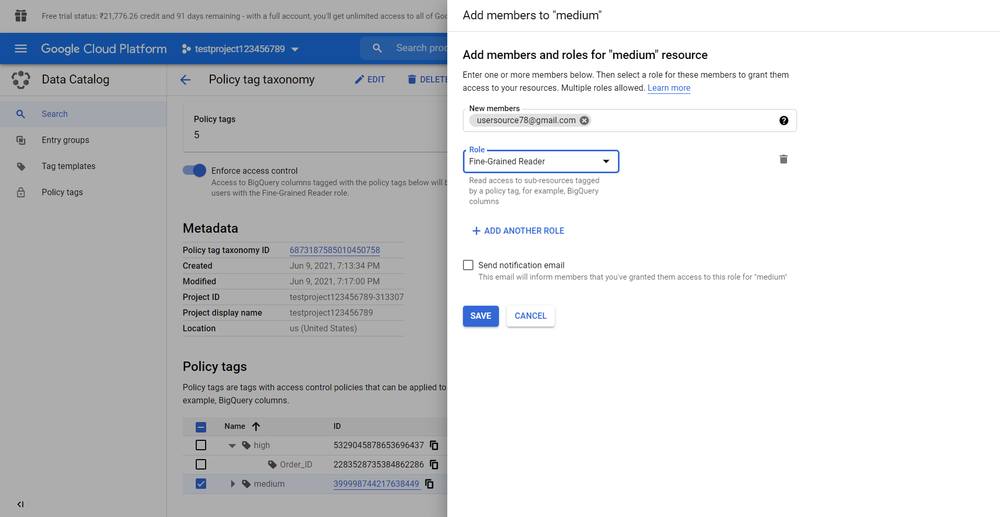 Free trial status: ₹21,776.26 credit and 91 days remaining - with a full account, you'll get unlimited access to all of Goo
Google Cloud Platform
testproject123456789
Search proc
Data Catalog
Policy tag taxonomy
EDIT
DELETE
Search
Entry groups
Tag templates
Policy tags
Policy tags
5
Enforce access control
Access to BigQuery columns tagged with the policy tags below will b
users with the Fine-Grained Reader role.
Metadata
Policy tag taxonomy ID 6873187585010450758
Created Jun 9, 2021, 7:13:34 PM
Modified Jun 9, 2021, 7:17:00 PM
Project ID testproject123456789-313307
Project display name testproject123456789
Location us (United States)
Policy tags
Policy tags are tags with access control policies that can be applied to
example, BigQuery columns.
Name ID
high 5329045878653696437
Order_ID 2283528735384862286
medium 399998744217638449
Add members to "medium"
Add members and roles for "medium" resource
Enter one or more members below. Then select a role for these members to grant them
access to your resources. Multiple roles allowed. Learn more
New members
usersource78@gmail.com
Role
Fine-Grained Reader
Read access to sub-resources tagged
by a policy tag, for example, BigQuery
columns
ADD ANOTHER ROLE
Send notification email
This email will inform members that you've granted them access to this role for "medium"
SAVE
CANCEL